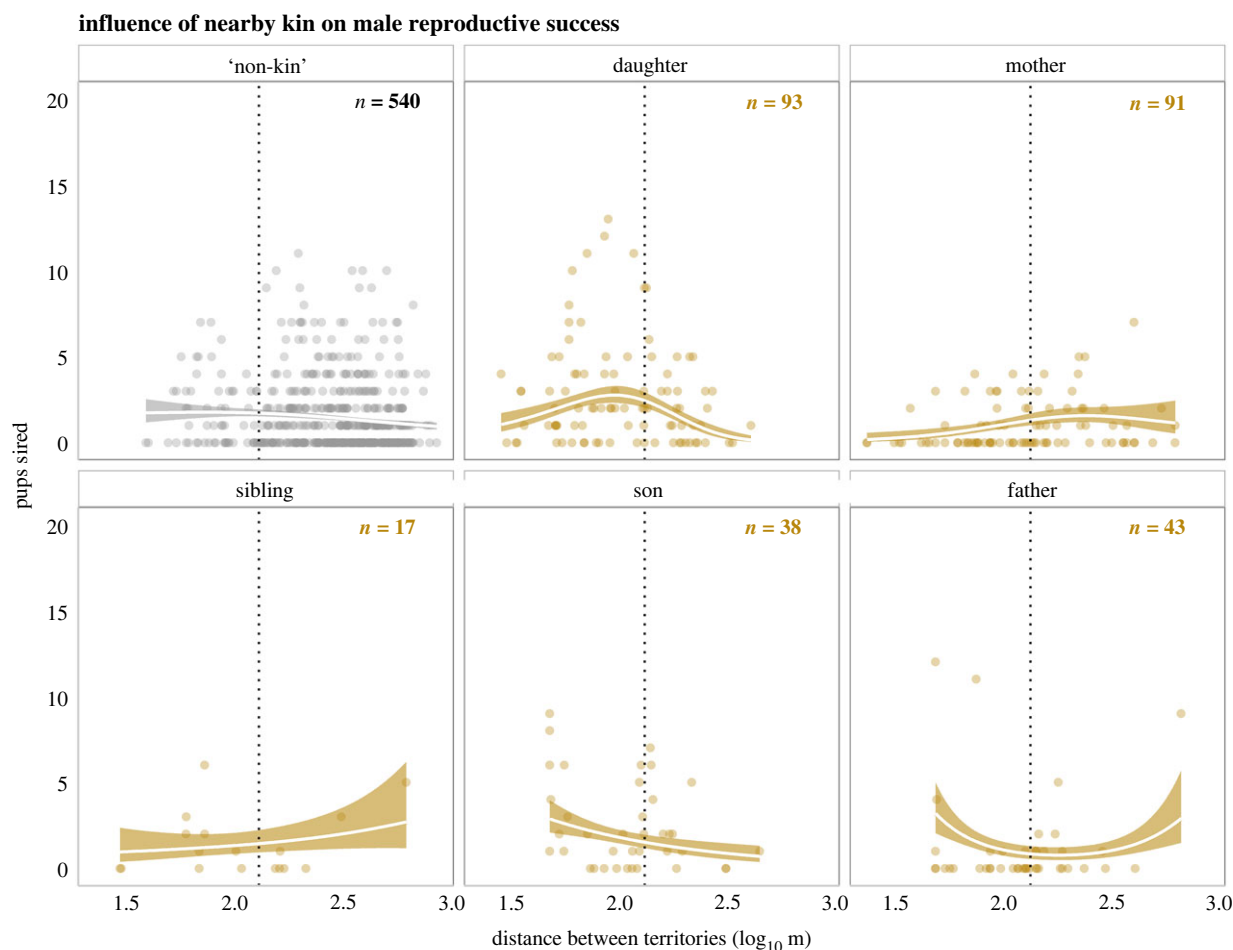 influence of nearby kin on male reproductive success
‘non-kin’ daughter mother
n = 540 n = 93 n = 91
20
15
10
5
0
pups sired
sibling son father
n = 17 n = 38 n = 43
20
15
10
5
0
1.5 2.0 2.5 3.0 1.5 2.0 2.5 3.0 1.5 2.0 2.5 3.0
distance between territories (log10 m)